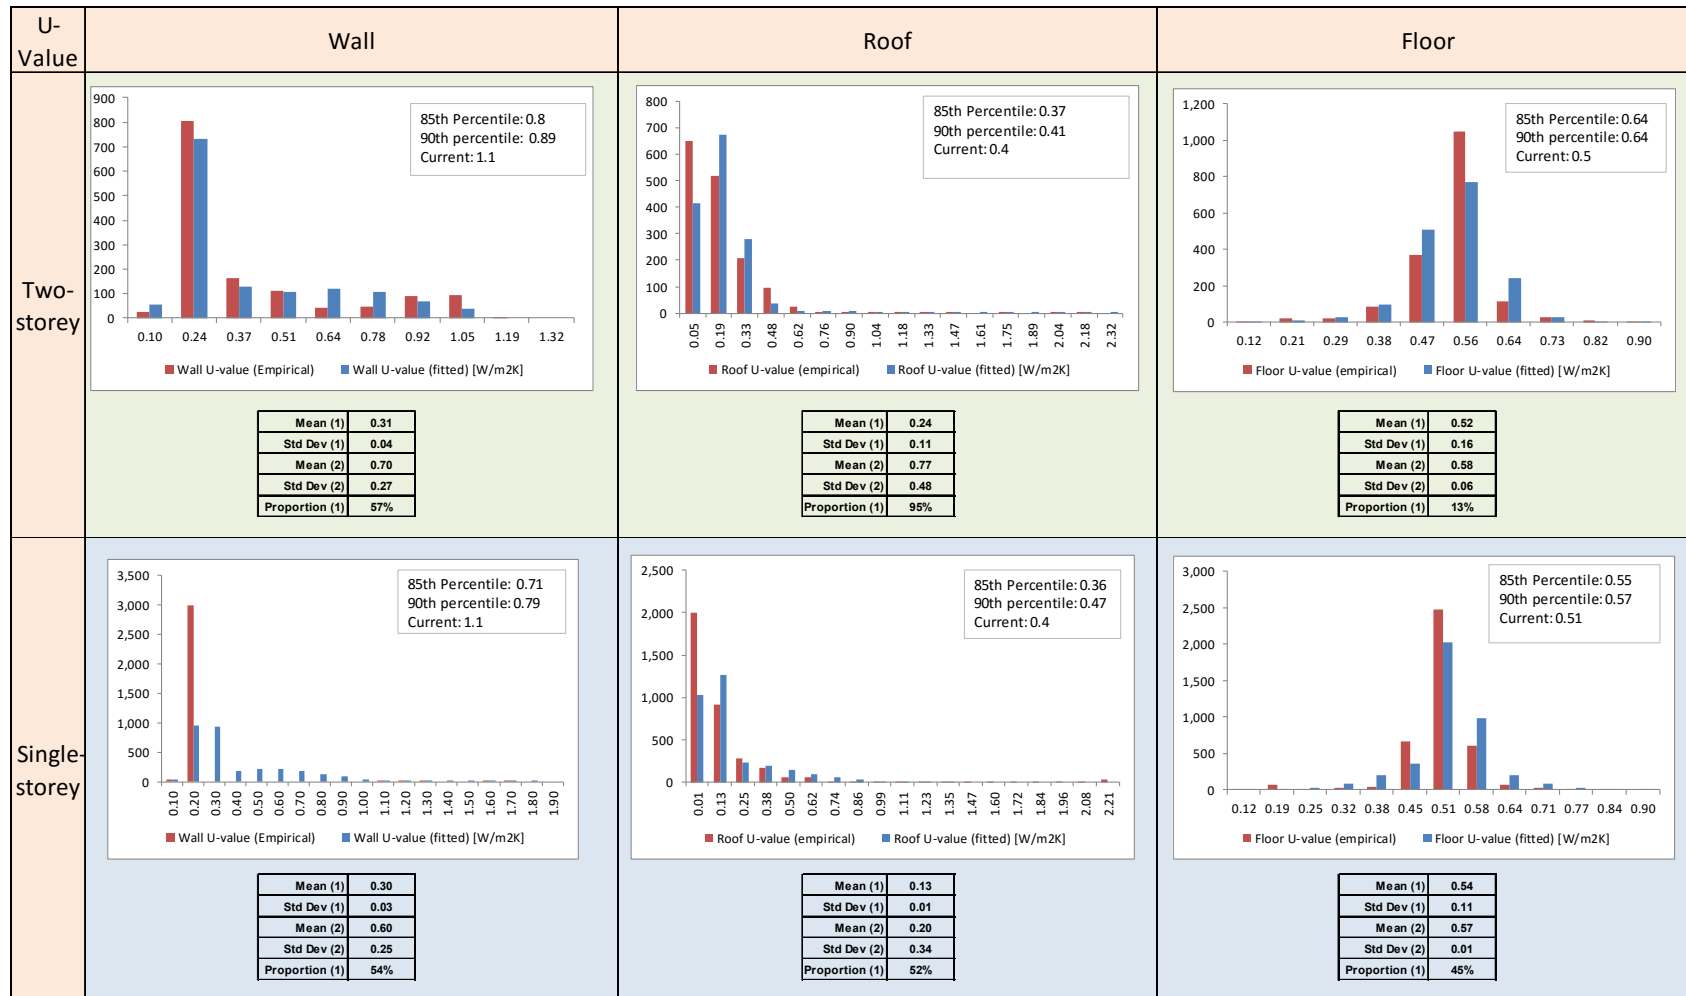 U-
Value
Wall
Roof
Floor
Two-
storey
900
800
700
600
500
400
300
200
100
0
85th Percentile: 0.8
90th percentile: 0.89
Current: 1.1
0.10 0.24 0.37 0.51 0.64 0.78 0.92 1.05 1.19 1.32
Wall U-value (Empirical) Wall U-value (fitted) [W/m2K]
Mean (1) 0.31
Std Dev (1) 0.04
Mean (2) 0.70
Std Dev (2) 0.27
Proportion (1) 57%
800
700
600
500
400
300
200
100
0
85th Percentile: 0.37
90th percentile: 0.41
Current: 0.4
0.05 0.19 0.33 0.48 0.62 0.76 0.90 1.04 1.18 1.33 1.47 1.61 1.75 1.89 2.04 2.18 2.32
Roof U-value (empirical) Roof U-value (fitted) [W/m2K]
Mean (1) 0.24
Std Dev (1) 0.11
Mean (2) 0.77
Std Dev (2) 0.48
Proportion (1) 95%
1,200
1,000
800
600
400
200
0
85th Percentile: 0.64
90th percentile: 0.64
Current: 0.5
0.12 0.21 0.29 0.38 0.47 0.56 0.64 0.73 0.82 0.90
Floor U-value (empirical) Floor U-value (fitted) [W/m2K]
Mean (1) 0.52
Std Dev (1) 0.16
Mean (2) 0.58
Std Dev (2) 0.06
Proportion (1) 13%
Single-
storey
3,500
3,000
2,500
2,000
1,500
1,000
500
0
85th Percentile: 0.71
90th percentile: 0.79
Current: 1.1
0.10 0.20 0.30 0.40 0.50 0.60 0.70 0.80 0.90 1.00 1.10 1.20 1.30 1.40 1.50 1.60 1.70 1.80 1.90
Wall U-value (Empirical) Wall U-value (fitted) [W/m2K]
Mean (1) 0.30
Std Dev (1) 0.03
Mean (2) 0.60
Std Dev (2) 0.25
Proportion (1) 54%
2,500
2,000
1,500
1,000
500
0
85th Percentile: 0.36
90th percentile: 0.47
Current: 0.4
0.01 0.13 0.25 0.38 0.50 0.62 0.74 0.86 0.99 1.11 1.23 1.35 1.47 1.60 1.72 1.84 1.96 2.08 2.21
Roof U-value (empirical) Roof U-value (fitted) [W/m2K]
Mean (1) 0.13
Std Dev (1) 0.01
Mean (2) 0.20
Std Dev (2) 0.34
Proportion (1) 52%
3,000
2,500
2,000
1,500
1,000
500
0
85th Percentile: 0.55
90th percentile: 0.57
Current: 0.51
0.12 0.19 0.25 0.32 0.38 0.45 0.51 0.58 0.64 0.71 0.77 0.84 0.90
Floor U-value (empirical) Floor U-value (fitted) [W/m2K]
Mean (1) 0.54
Std Dev (1) 0.11
Mean (2) 0.57
Std Dev (2) 0.01
Proportion (1) 45%